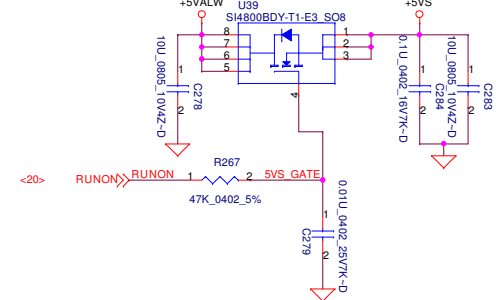 +5VALW
U39
SI4800BDY-T1-E3_SO8
+5VS
8
7
6
5
1
2
3
4
10U_0805_10V4Z~D
1
2
C278
0.1U_0402_16V7K~D
1
2
C284
10U_0805_10V4Z~D
1
2
C283
<20>
RUNON
RUNON
1
R267
2
47K_0402_5%
5VS_GATE
0.01U_0402_25V7K~D
1
2
C279